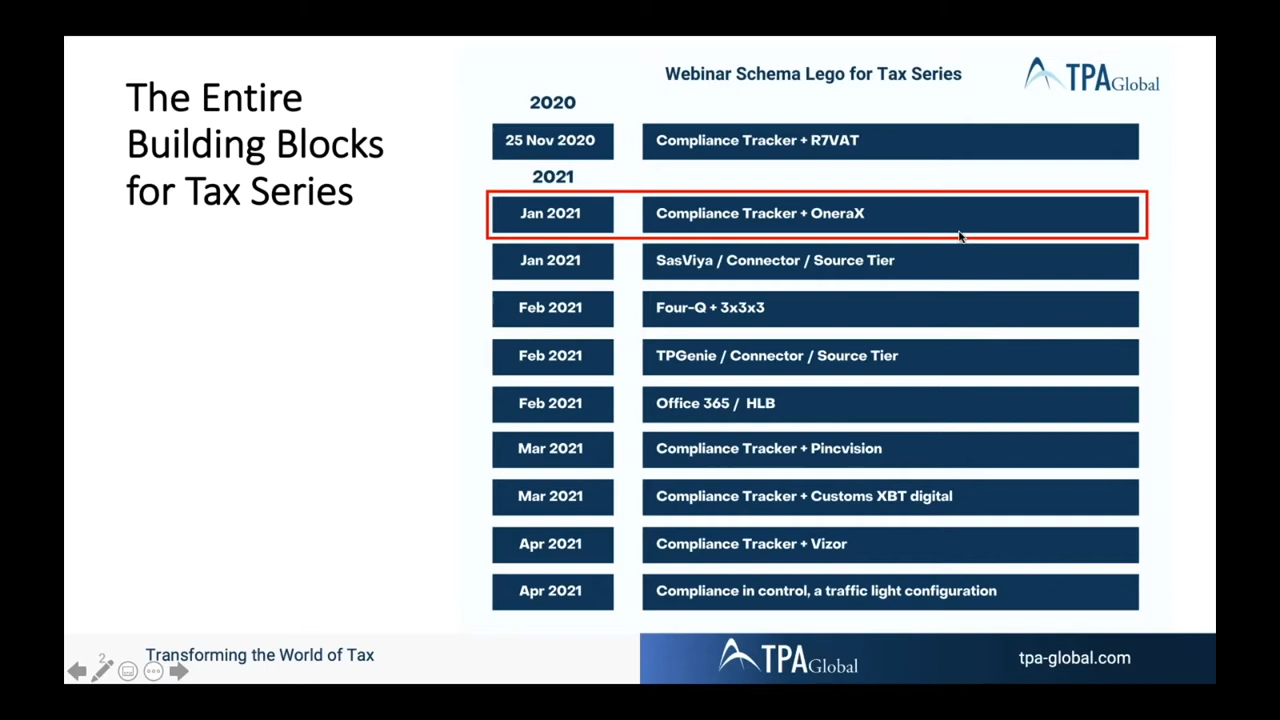 The Entire
Building Blocks
for Tax Series
Webinar Schema Lego for Tax Series
TPAGlobal
2020
25 Nov 2020 Compliance Tracker + R7VAT
2021
Jan 2021 Compliance Tracker + OneraX
Jan 2021 SasViya / Connector / Source Tier
Feb 2021 Four-Q + 3x3x3
Feb 2021 TPGenie / Connector / Source Tier
Feb 2021 Office 365 / HLB
Mar 2021 Compliance Tracker + Pincvision
Mar 2021 Compliance Tracker + Customs XBT digital
Apr 2021 Compliance Tracker + Vizor
Apr 2021 Compliance in control, a traffic light configuration
2
Transforming the World of Tax
TPAGlobal
tpa-global.com